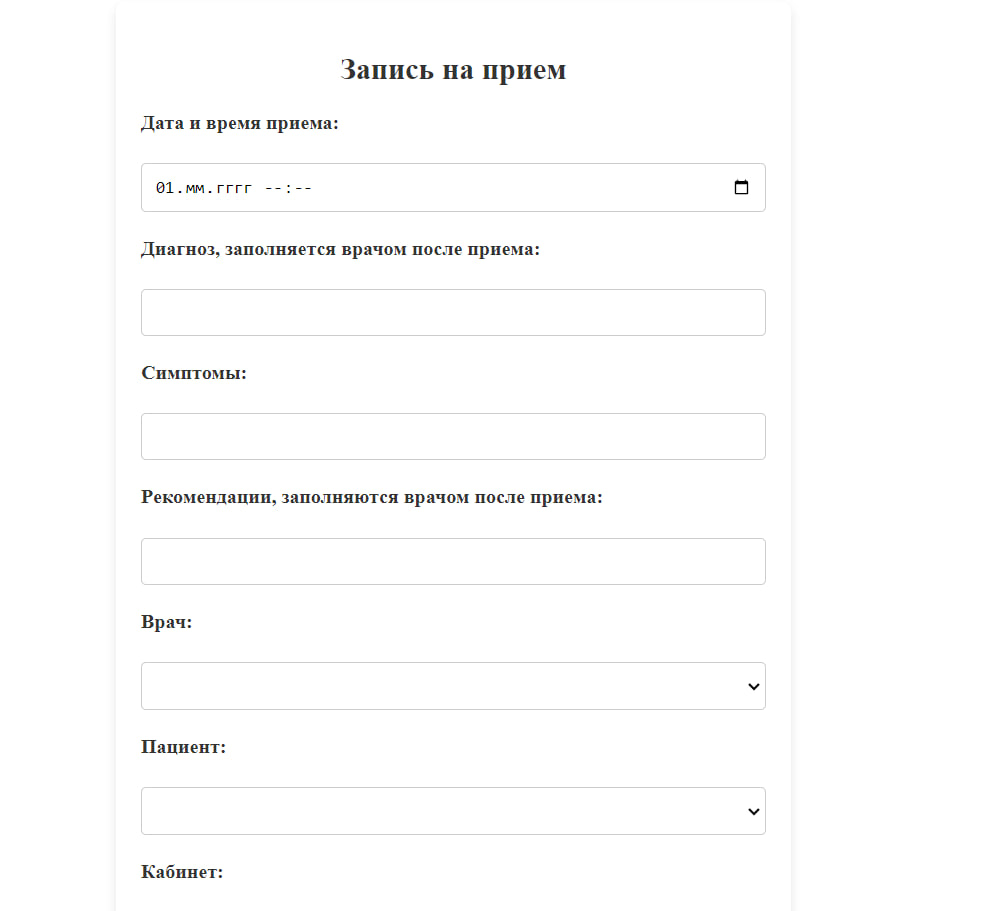 Запись на прием
Дата и время приема:
01.мм.гггг --:--
Диагноз, заполняется врачом после приема:
Симптомы:
Рекомендации, заполняются врачом после приема:
Врач:
Пациент:
Кабинет: